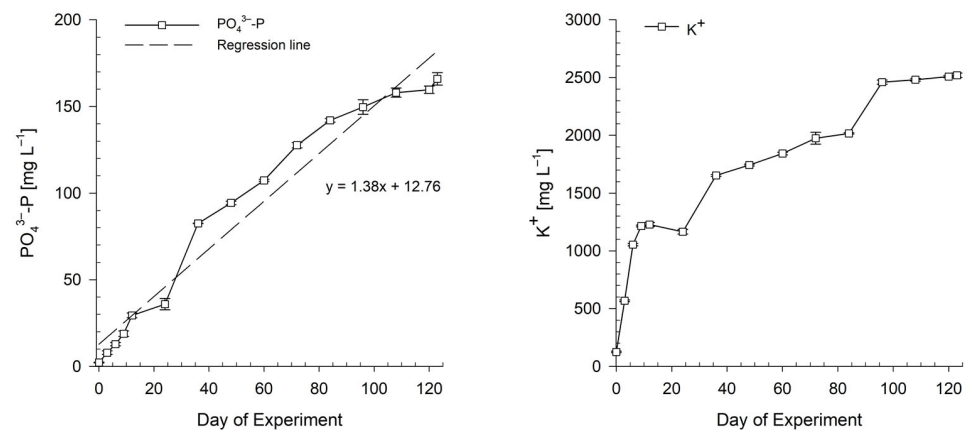 PO₄³⁻-P
Regression line
y = 1.38x + 12.76
PO₄³⁻-P [mg L⁻¹]
200
150
100
50
0
0 20 40 60 80 100 120
Day of Experiment
K⁺
K⁺ [mg L⁻¹]
3000
2500
2000
1500
1000
500
0
0 20 40 60 80 100 120
Day of Experiment